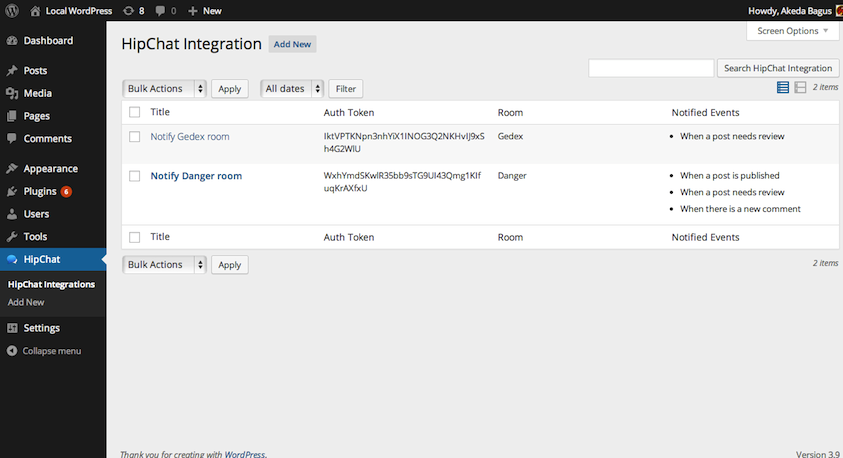 Local WordPress 8 0 New Howdy, Akeda Bagus
Screen Options
Dashboard
Posts
Media
Pages
Comments
Appearance
Plugins 6
Users
Tools
HipChat
HipChat Integrations
Add New
Settings
Collapse menu
HipChat Integration Add New
Search HipChat Integration
Bulk Actions Apply All dates Filter 2 items
Title Auth Token Room Notified Events
Notify Gedex room IktVPTKNpn3nhYiX1INOG3Q2NKHvIJ9xS Gedex When a post needs review
h4G2WlU
Notify Danger room WxhYmdSKwlR35bb9sTG9UI43Qmg1KIf Danger When a post is published
uqKrAXfxU When a post needs review
When there is a new comment
Title Auth Token Room Notified Events
Bulk Actions Apply 2 items
Thank you for creating with WordPress. Version 3.9